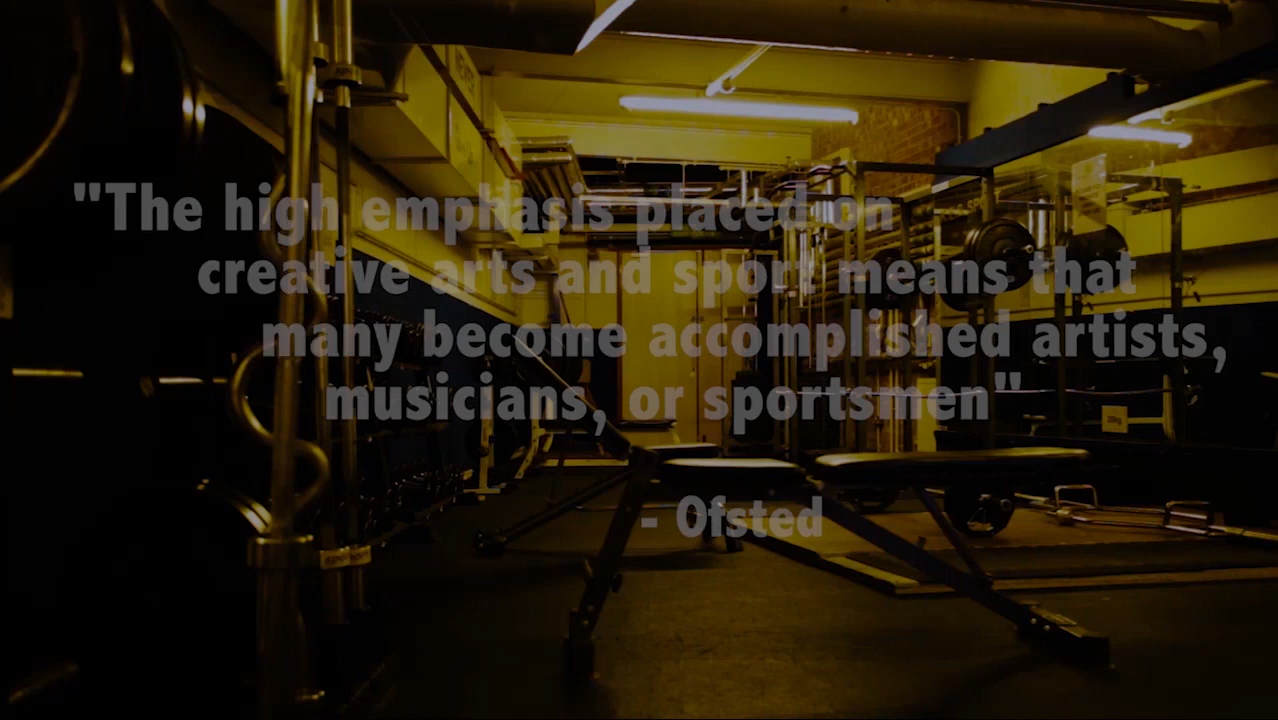 "The high emphasis placed on
creative arts and sport means that
many become accomplished artists,
musicians, or sportsmen"
- Ofsted